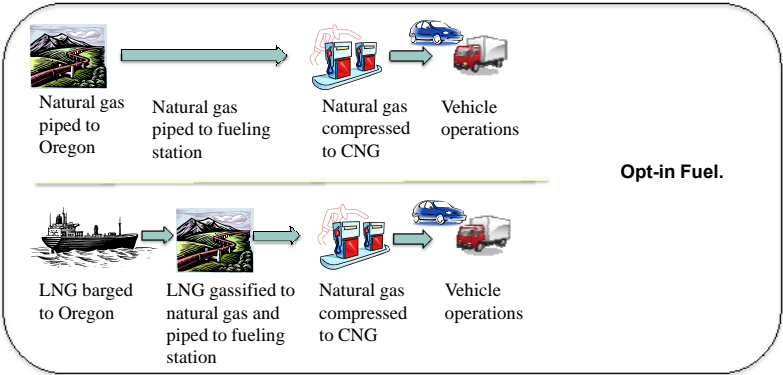 Natural gas
piped to
Oregon
Natural gas
piped to fueling
station
Natural gas
compressed
to CNG
Vehicle
operations
Opt-in Fuel.
LNG barged
to Oregon
LNG gassified to
natural gas and
piped to fueling
station
Natural gas
compressed
to CNG
Vehicle
operations